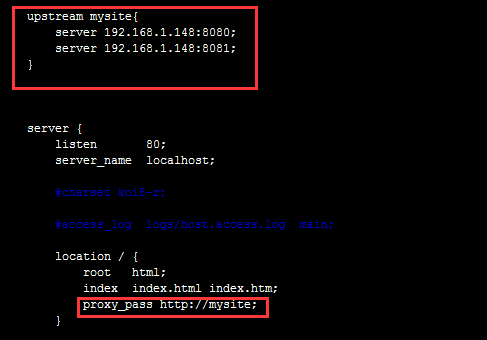 upstream mysite{
server 192.168.1.148:8080;
server 192.168.1.148:8081;
}
server {
listen 80;
server_name localhost;
#charset koi8-r;
#access_log logs/host.access.log main;
location / {
root html;
index index.html index.htm;
proxy_pass http://mysite;
}